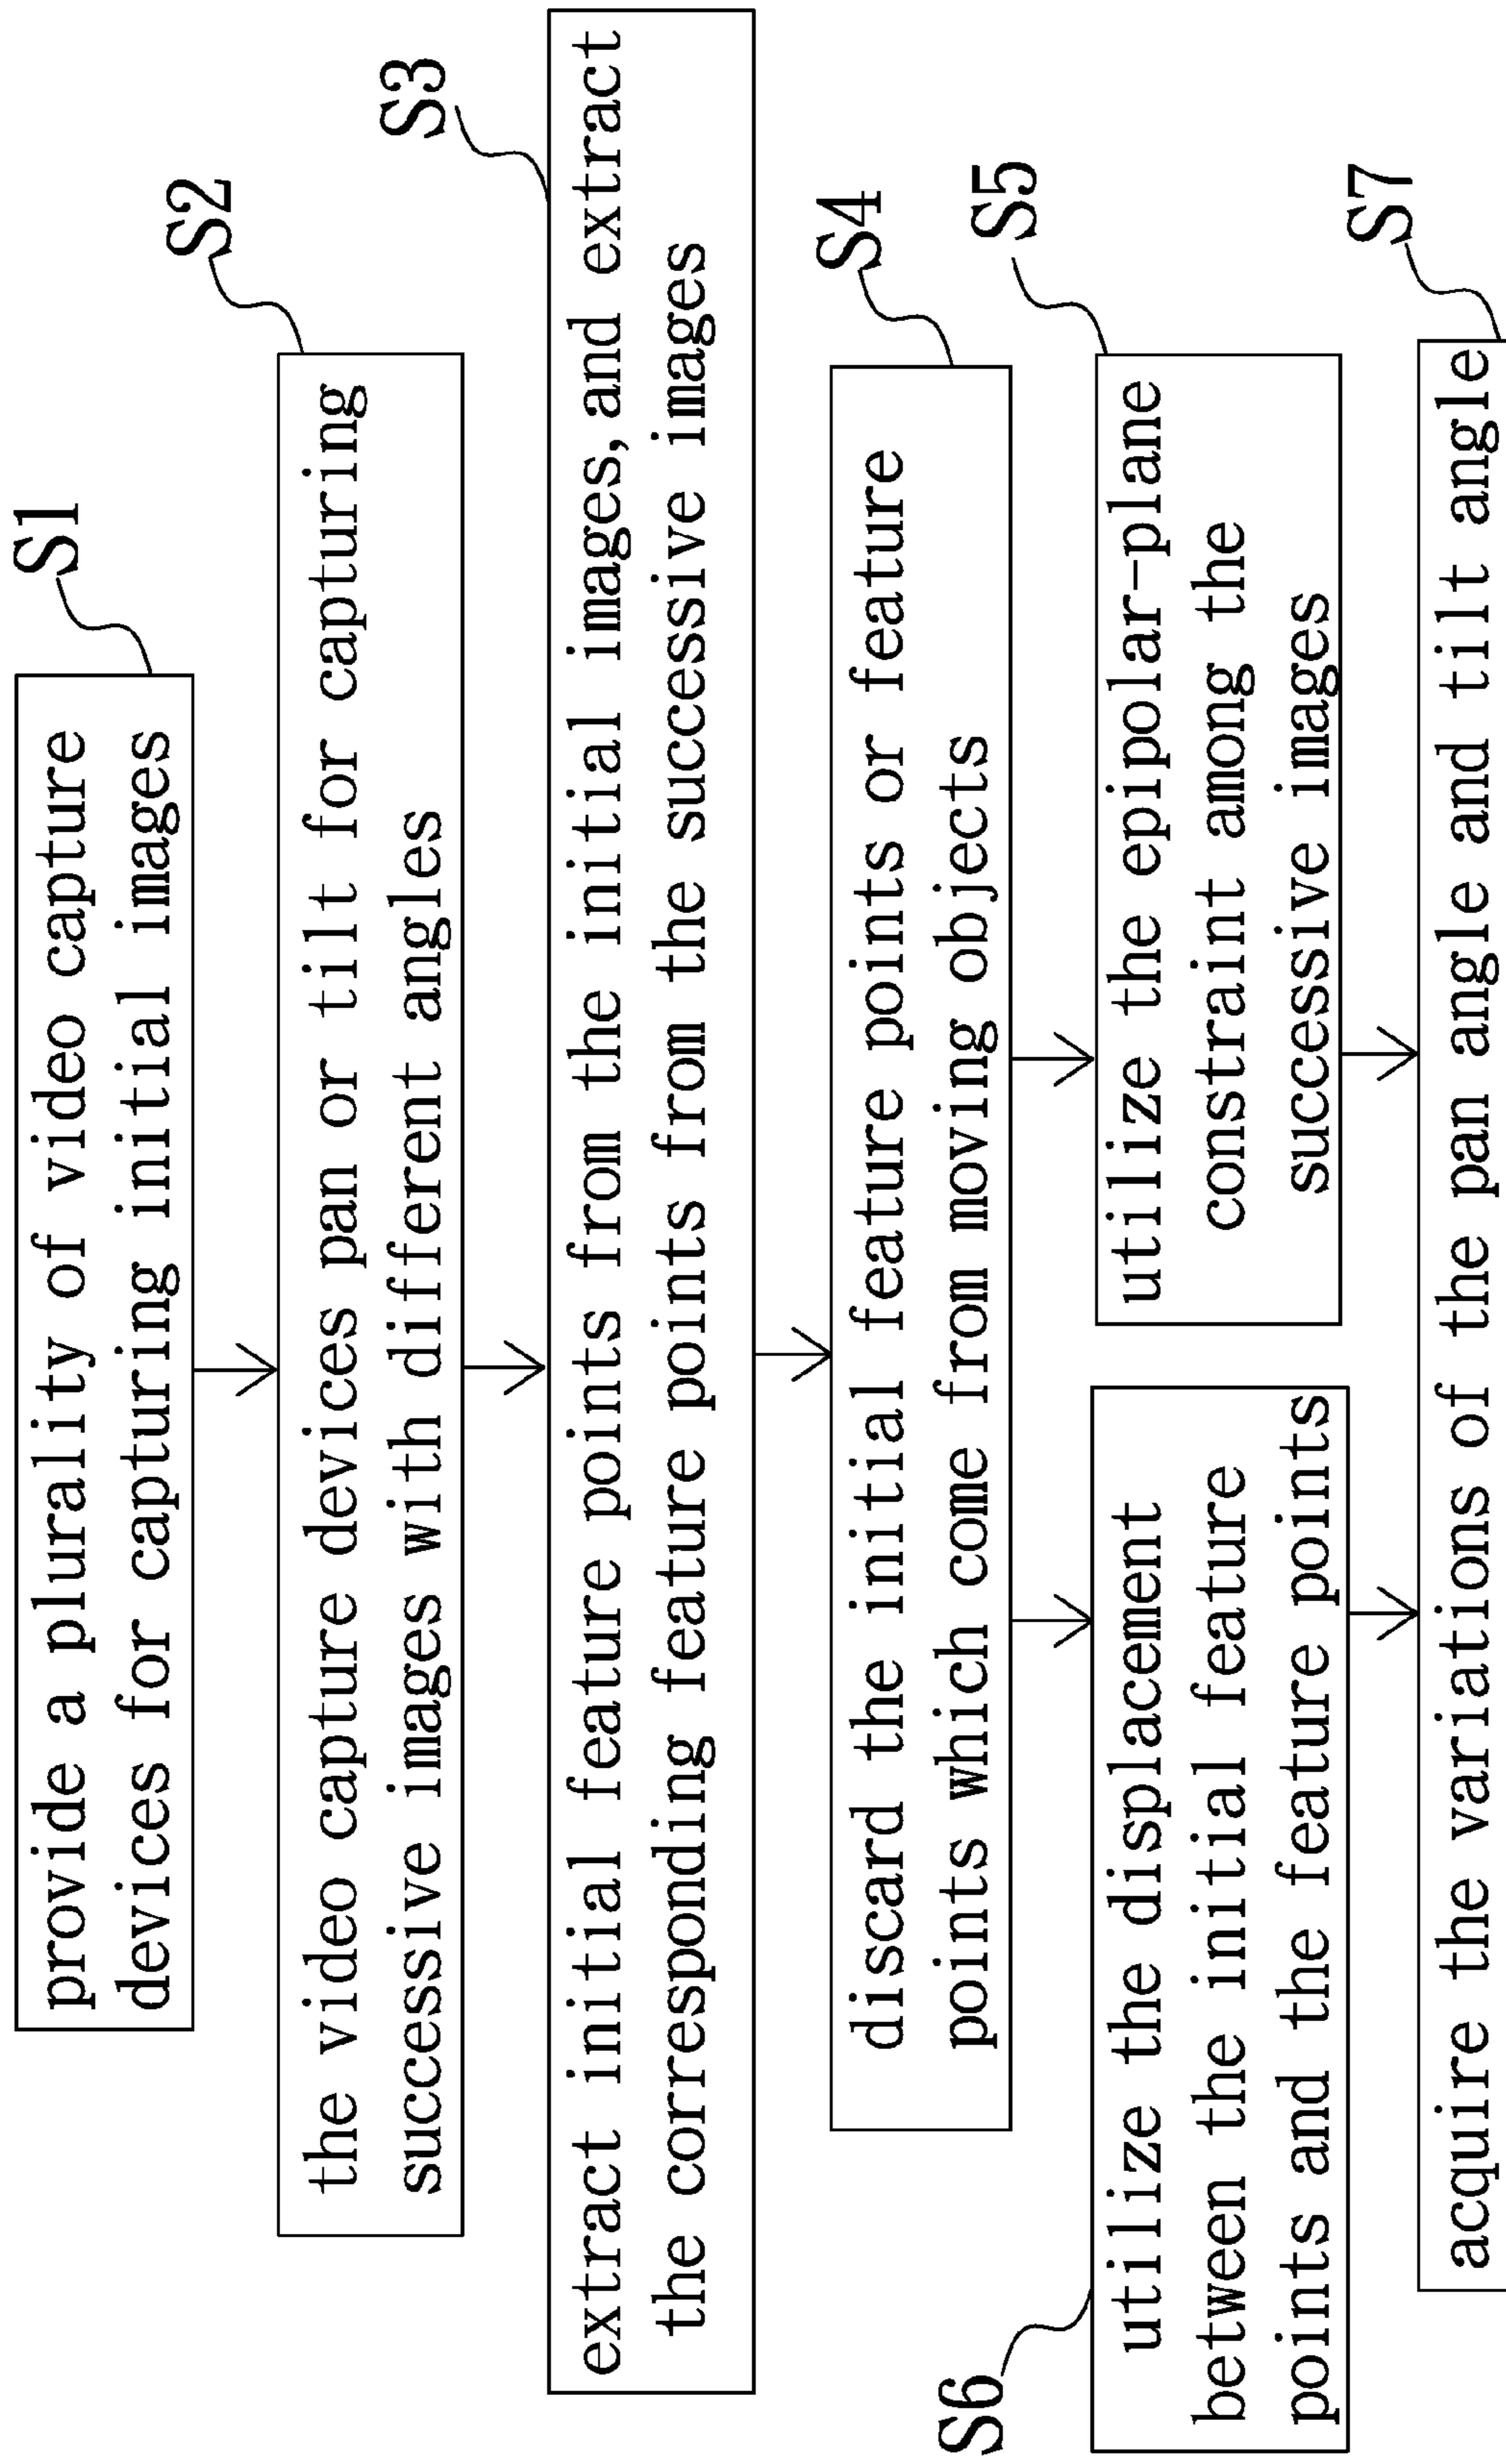 S1
provide a plurality of video capture
devices for capturing initial images
S2
the video capture devices pan or tilt for capturing
successive images with different angles
S3
extract initial feature points from the initial images, and extract
the corresponding feature points from the successive images
S4
discard the initial feature points or feature
points which come from moving objects
S6
utilize the displacement
between the initial feature
points and the feature points
S5
utilize the epipolar-plane
constraint among the
successive images
S7
acquire the variations of the pan angle and tilt angle